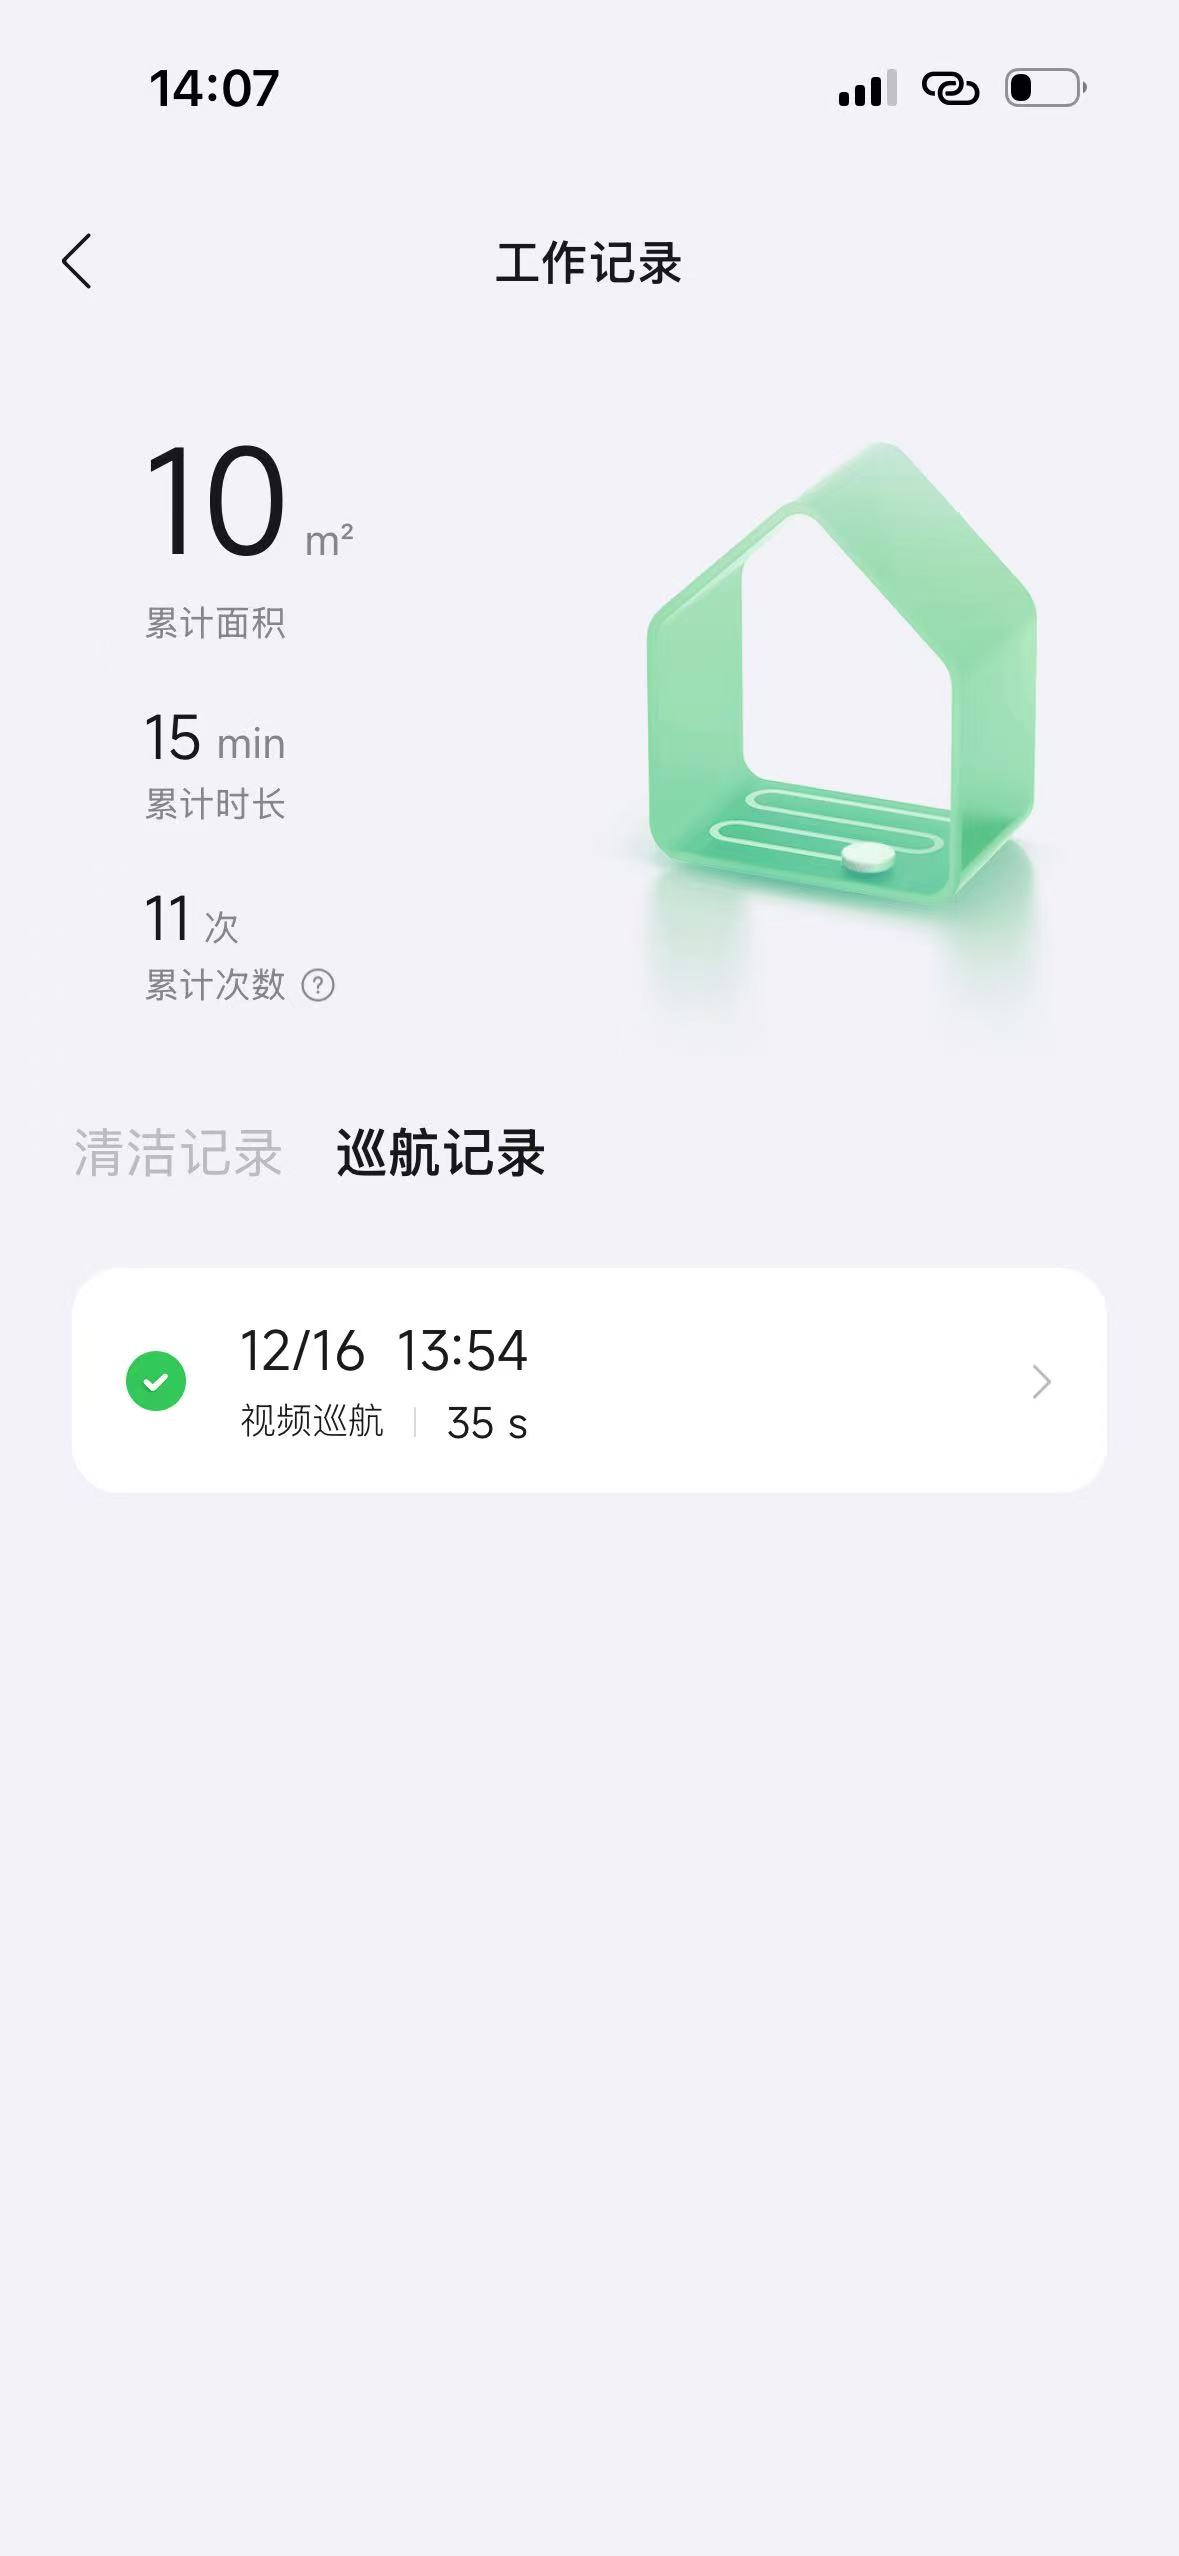 14:07
工作记录
10 m²
累计面积
15 min
累计时长
11 次
累计次数 ?
清洁记录 巡航记录
12/16 13:54
视频巡航 | 35 s